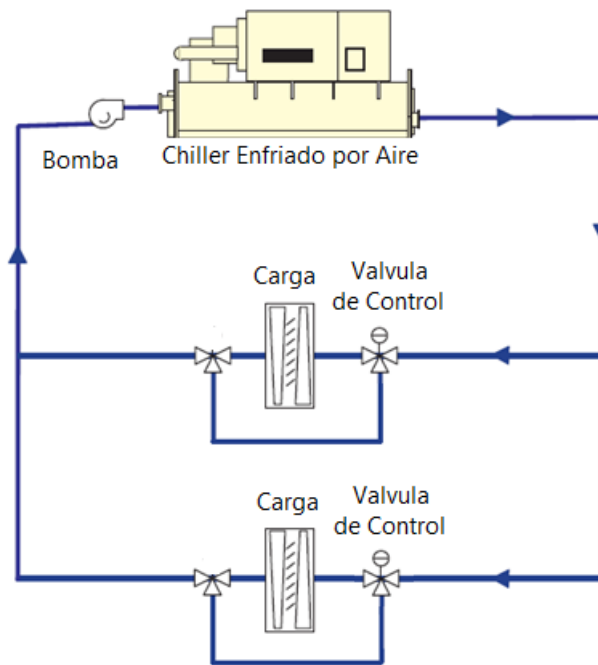 Bomba
Chiller Enfriado por Aire
Carga
Valvula
de Control
Carga
Valvula
de Control